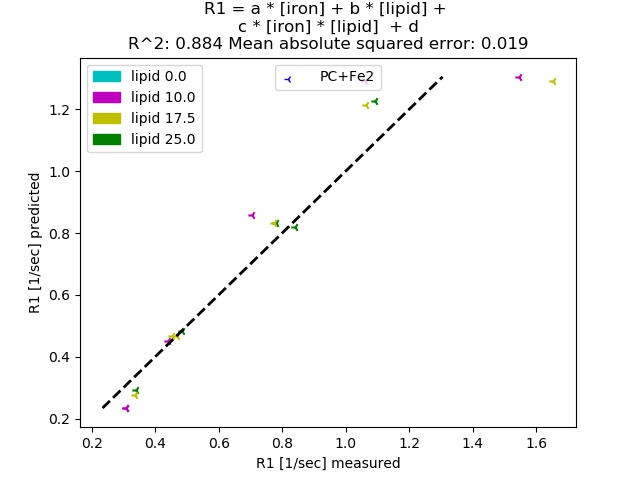 R1 = a * [iron] + b * [lipid] +
c * [iron] * [lipid]  + d
R^2: 0.884 Mean absolute squared error: 0.019
lipid 0.0
lipid 10.0
lipid 17.5
lipid 25.0
PC+Fe2
R1 [1/sec] predicted
1.2
1.0
0.8
0.6
0.4
0.2
0.2 0.4 0.6 0.8 1.0 1.2 1.4 1.6
R1 [1/sec] measured